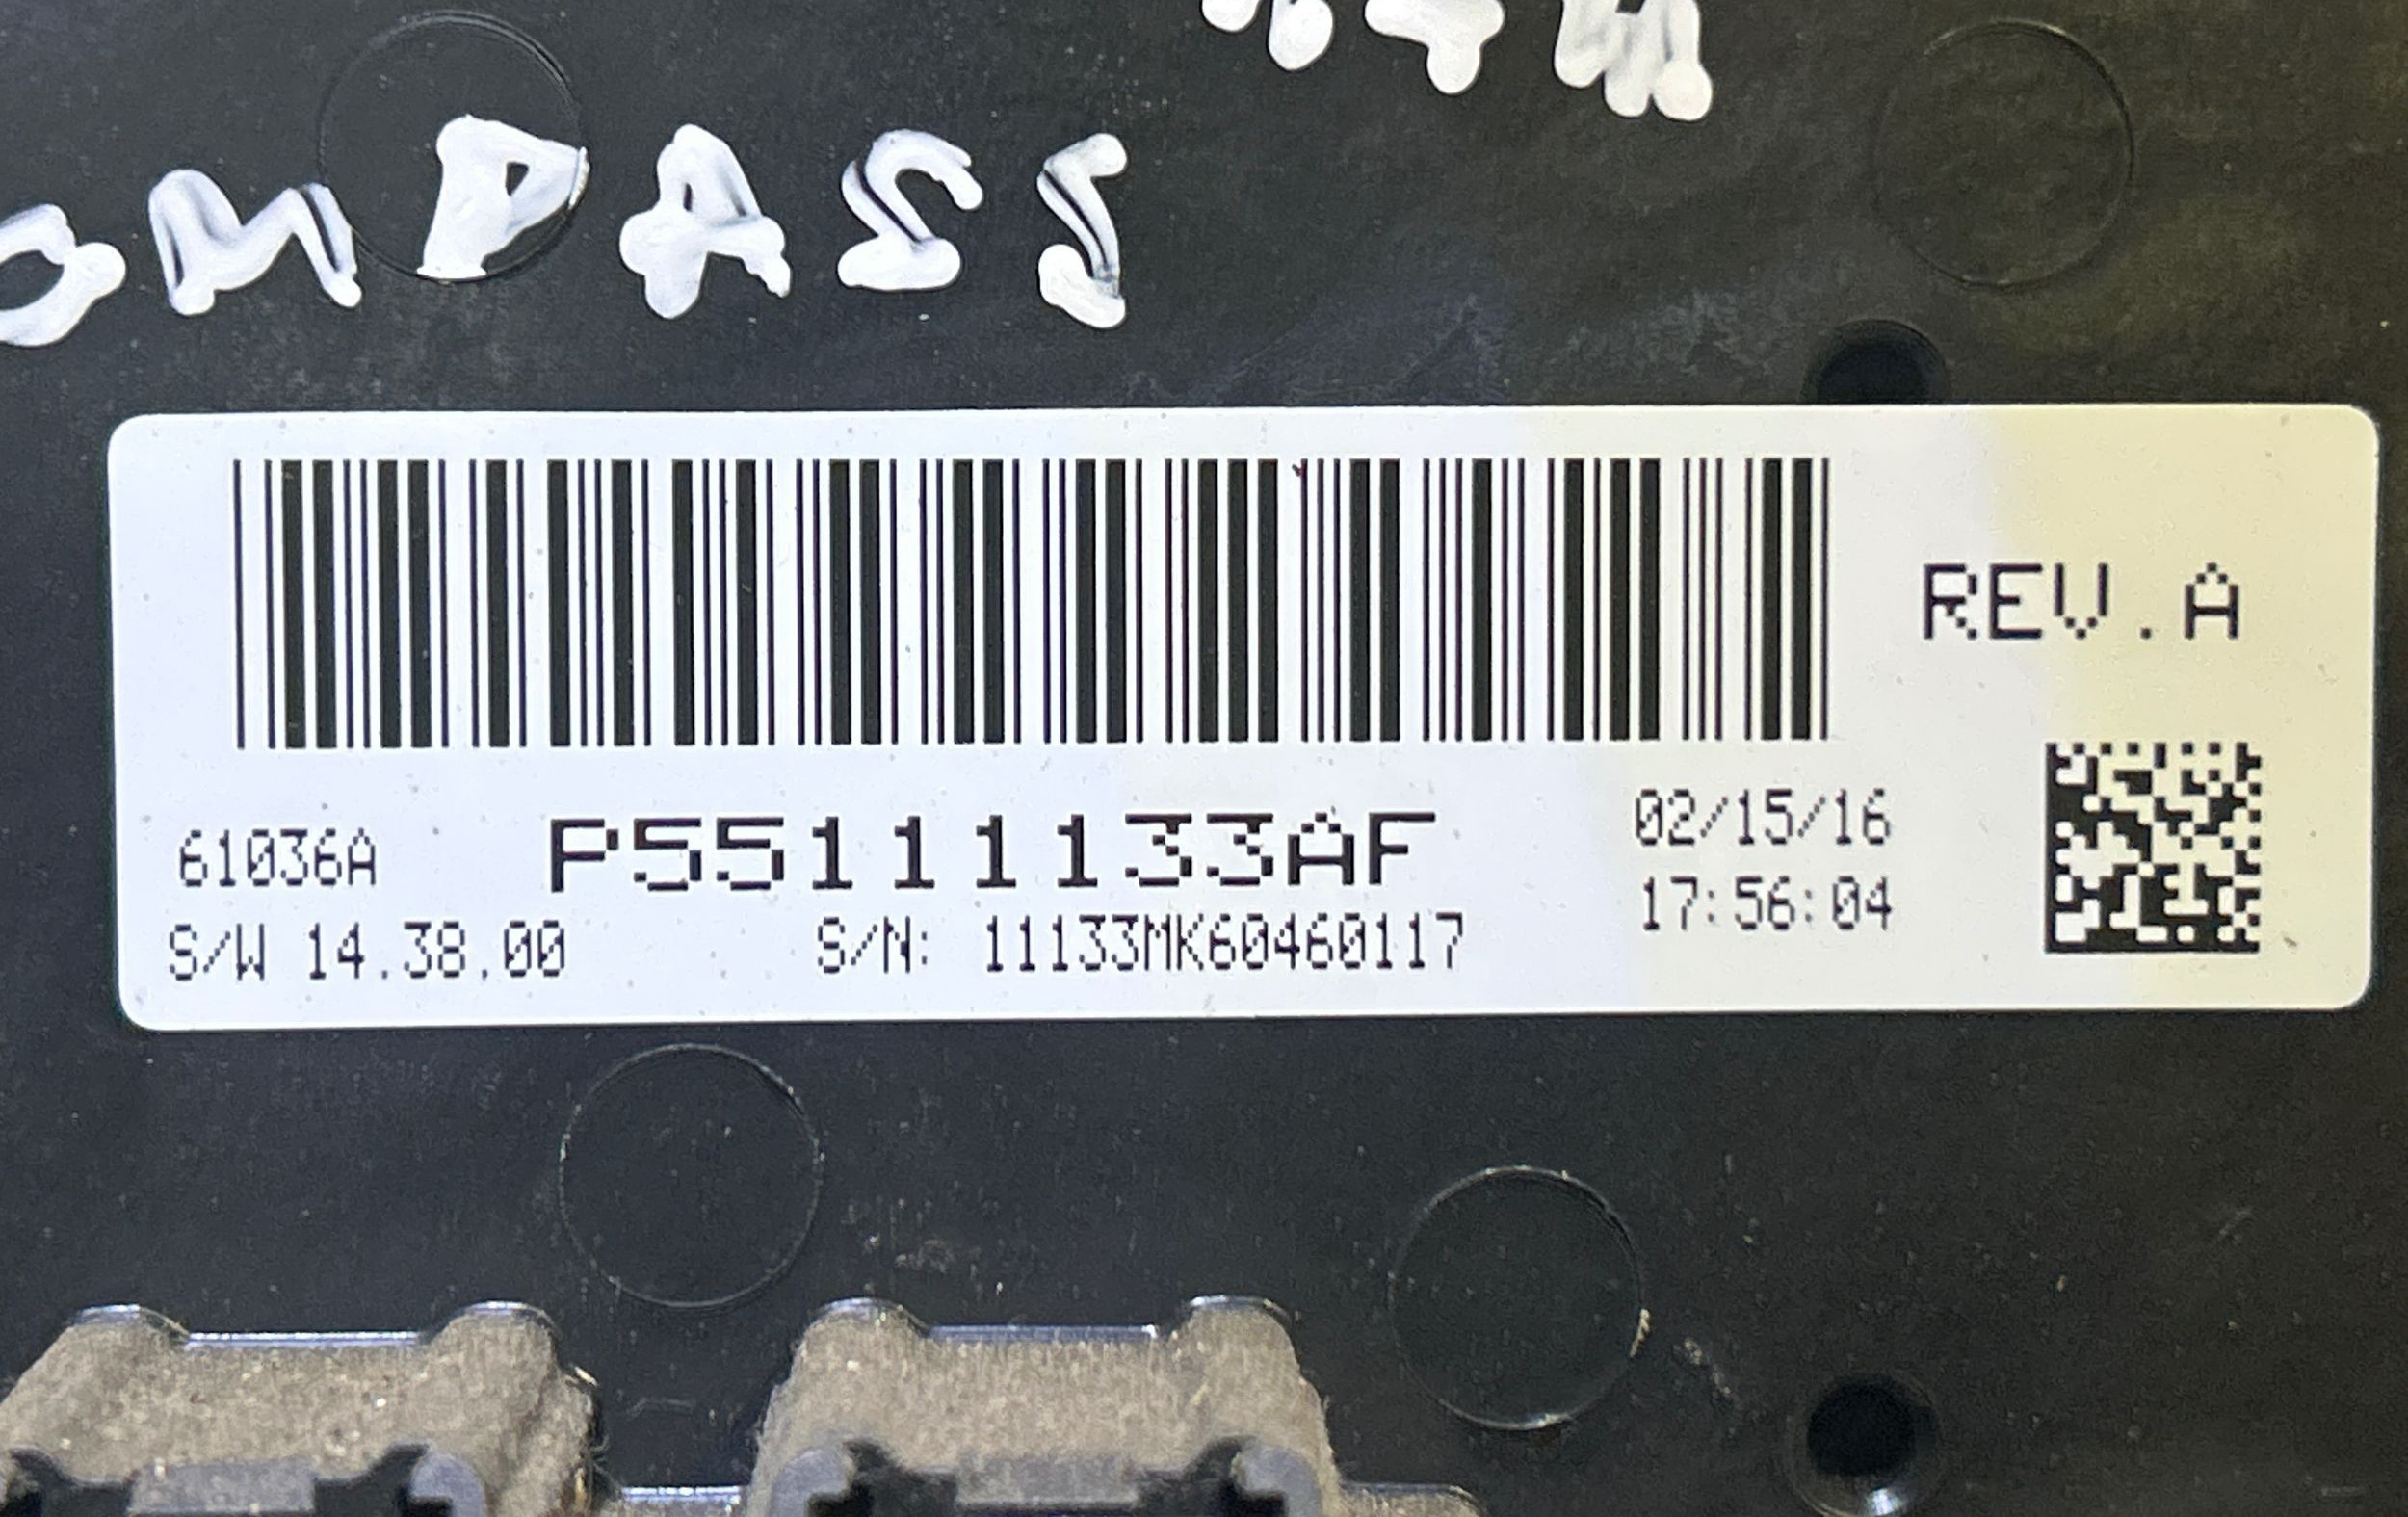 OMPASS
REV.A
61036A P55111133AF 02/15/16
17:56:04
S/W 14.38.00 S/N: 11133MK60460117